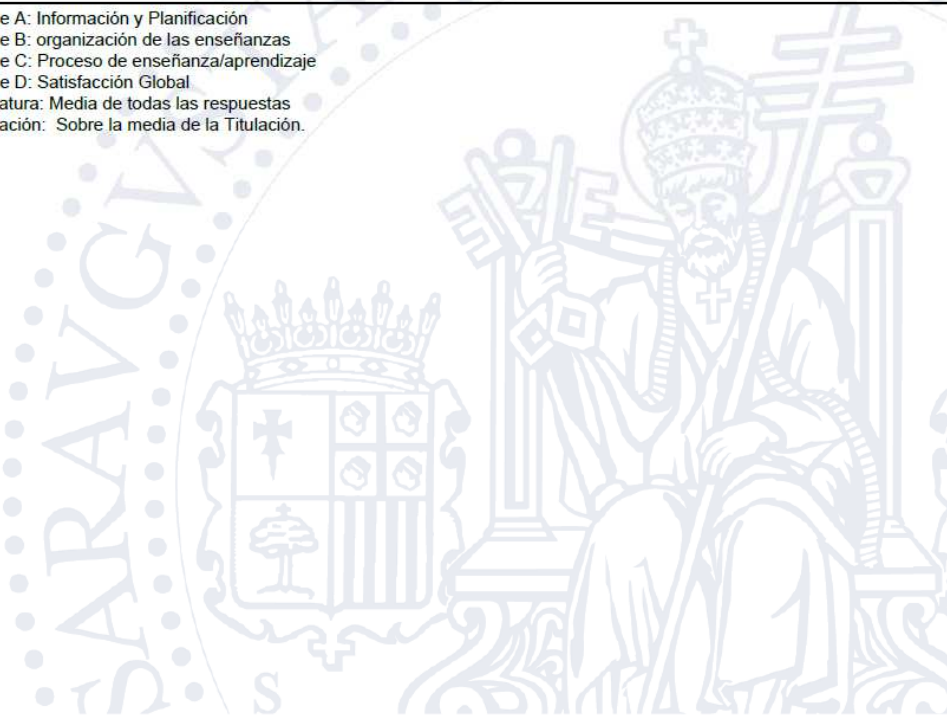 e A: Información y Planificación
e B: organización de las enseñanzas
e C: Proceso de enseñanza/aprendizaje
e D: Satisfacción Global
atura: Media de todas las respuestas
ación: Sobre la media de la Titulación.
SARAVGVSTA
S